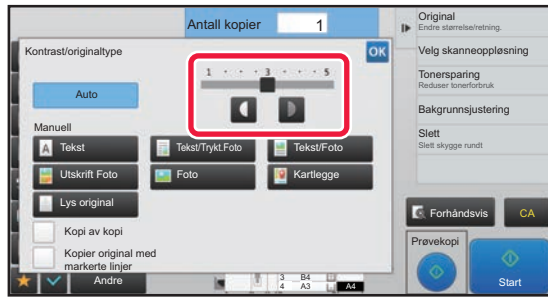 Antall kopier 1
Kontrast/originaltype
OK
1 · · · 3 · · · 5
Auto
Manuell
Tekst
Tekst/Trykt.Foto
Tekst/Foto
Utskrift Foto
Foto
Kartlegge
Lys original
Kopi av kopi
Kopier original med
markerte linjer
Andre
3 B4
4 A3
A4
Original
Endre størrelse/retning.
Velg skanneoppløsning
Tonersparing
Reduser tonerforbruk
Bakgrunnsjustering
Slett
Slett skygge rundt
Forhåndsvis
CA
Prøvekopi
Start